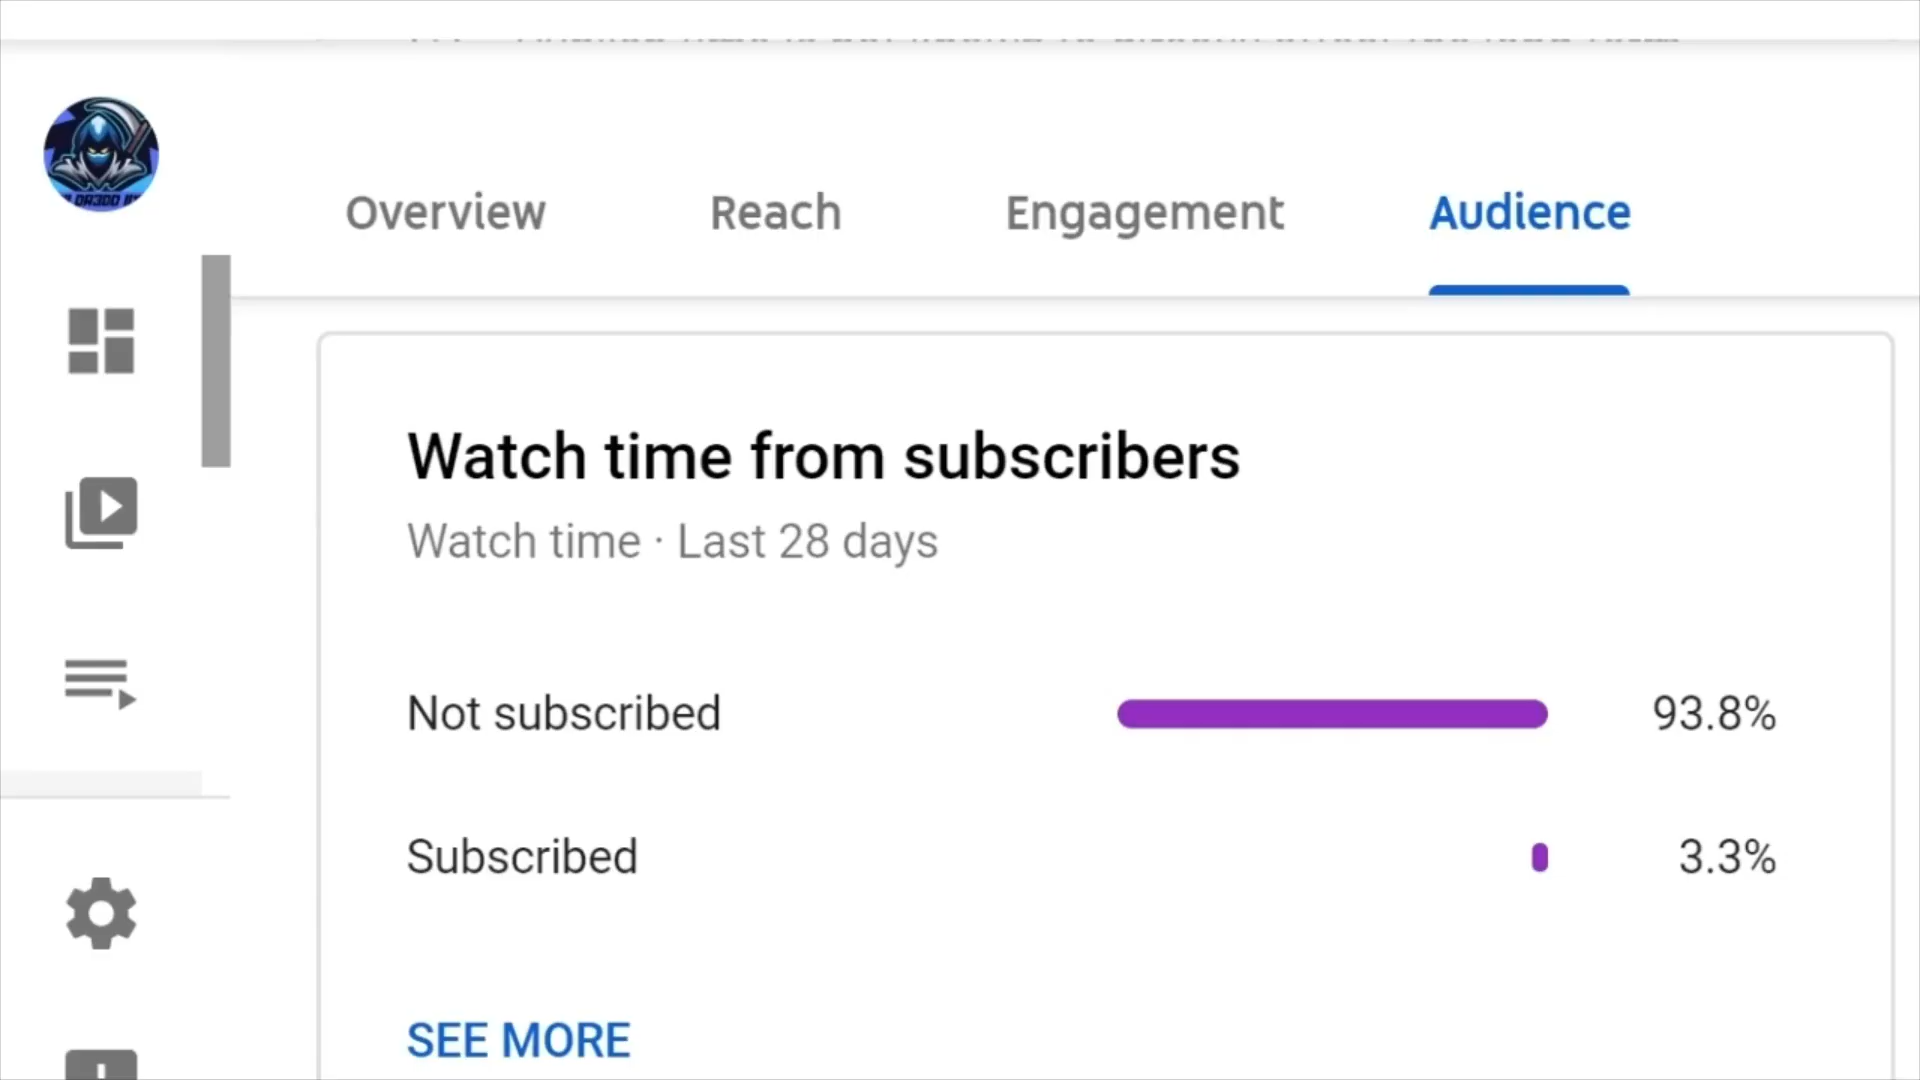 Overview Reach Engagement Audience
Watch time from subscribers
Watch time · Last 28 days
Not subscribed 93.8%
Subscribed 3.3%
SEE MORE